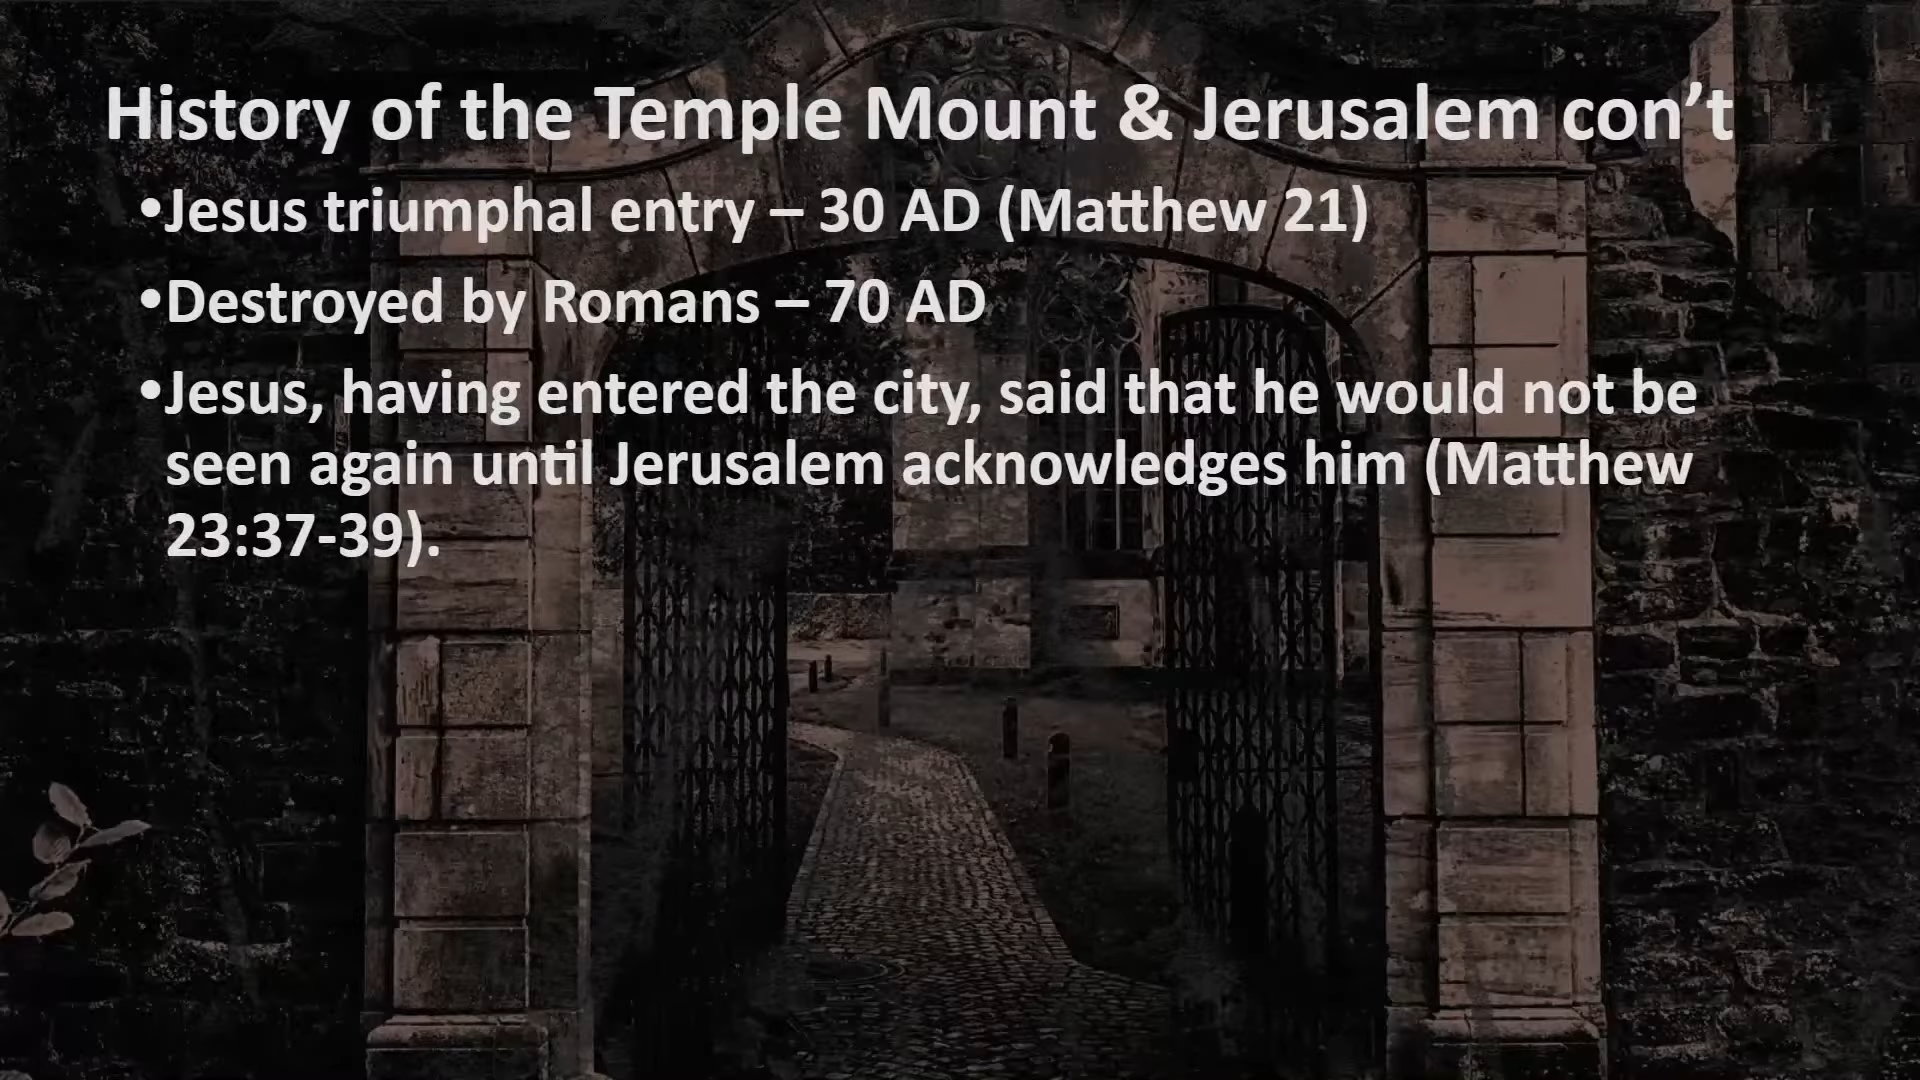 History of the Temple Mount & Jerusalem con’t
•Jesus triumphal entry – 30 AD (Matthew 21)
•Destroyed by Romans – 70 AD
•Jesus, having entered the city, said that he would not be
seen again until Jerusalem acknowledges him (Matthew
23:37-39).